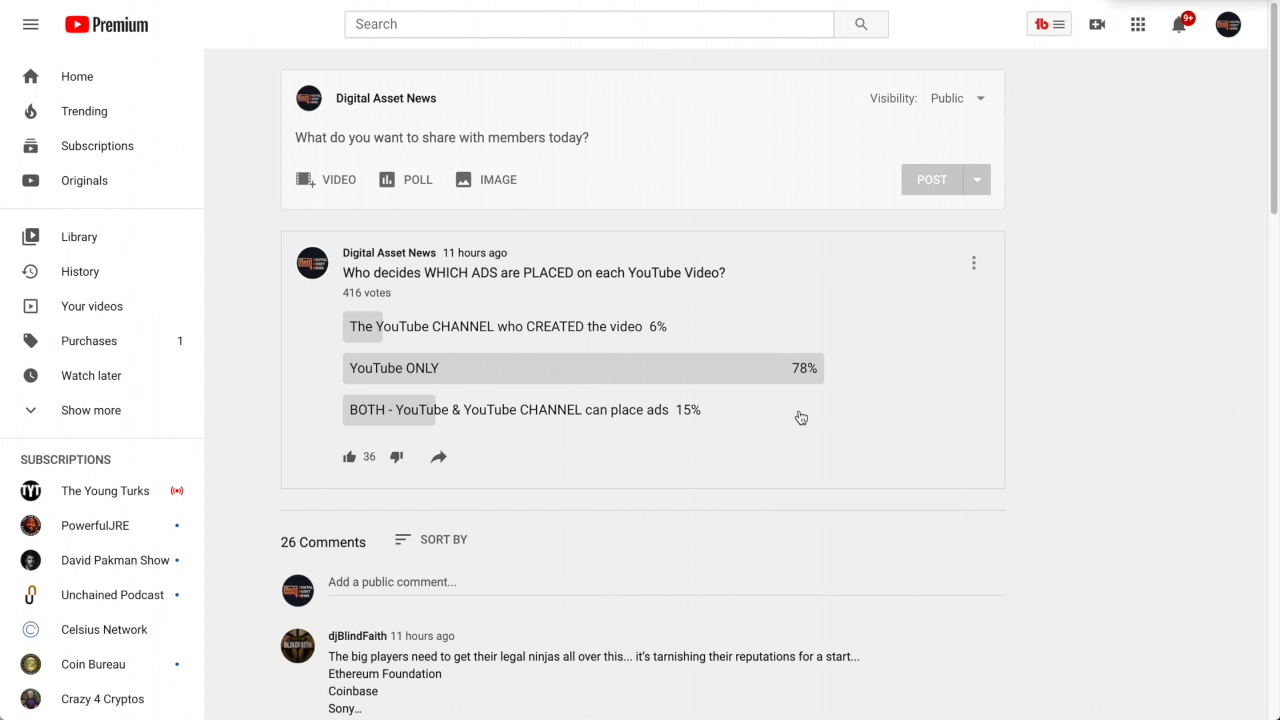 Premium
Search
9+
Home
Trending
Subscriptions
Originals
Library
History
Your videos
Purchases 1
Watch later
Show more
SUBSCRIPTIONS
TYT The Young Turks
PowerfulJRE
David Pakman Show
Unchained Podcast
Celsius Network
Coin Bureau
Crazy 4 Cryptos
Digital Asset News
Visibility: Public
What do you want to share with members today?
VIDEO POLL IMAGE
POST
Digital Asset News 11 hours ago
Who decides WHICH ADS are PLACED on each YouTube Video?
416 votes
The YouTube CHANNEL who CREATED the video 6%
YouTube ONLY 78%
BOTH - YouTube & YouTube CHANNEL can place ads 15%
36
26 Comments SORT BY
Add a public comment...
djBlindFaith 11 hours ago
The big players need to get their legal ninjas all over this... it's tarnishing their reputations for a start...
Ethereum Foundation
Coinbase
Sony...